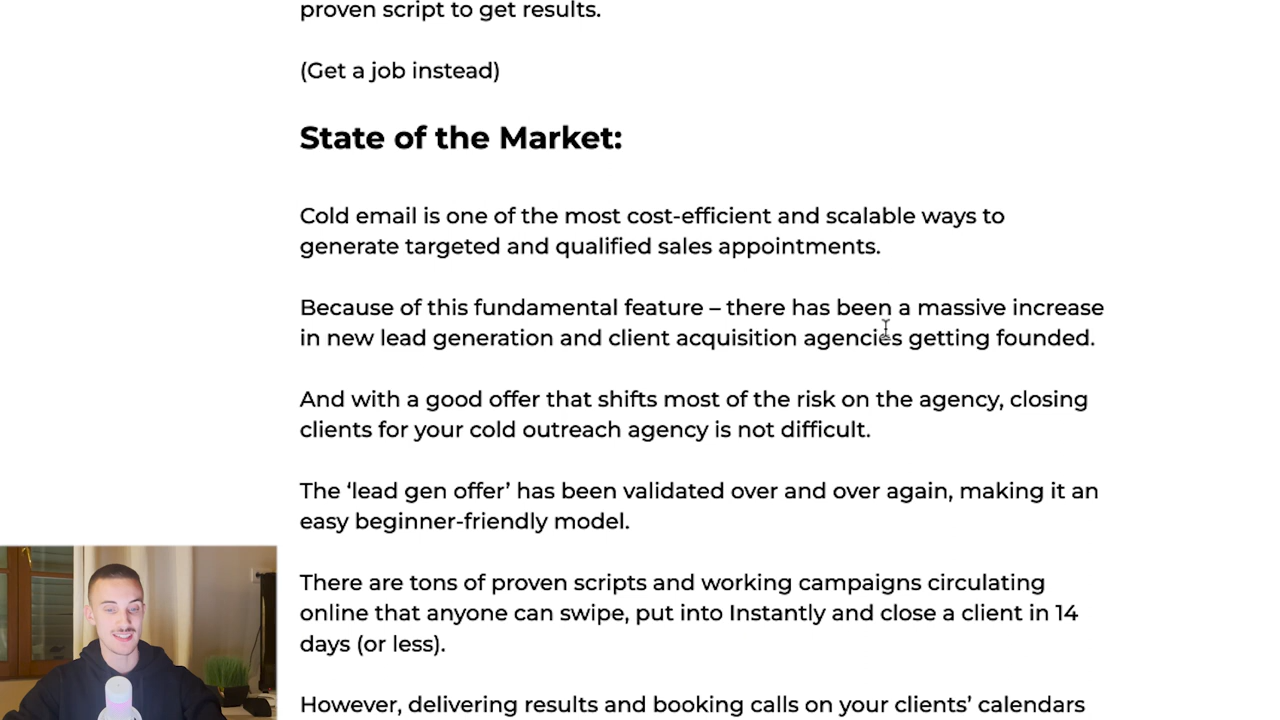 proven script to get results.
(Get a job instead)
State of the Market:
Cold email is one of the most cost-efficient and scalable ways to
generate targeted and qualified sales appointments.
Because of this fundamental feature – there has been a massive increase
in new lead generation and client acquisition agencies getting founded.
And with a good offer that shifts most of the risk on the agency, closing
clients for your cold outreach agency is not difficult.
The ‘lead gen offer’ has been validated over and over again, making it an
easy beginner-friendly model.
There are tons of proven scripts and working campaigns circulating
online that anyone can swipe, put into Instantly and close a client in 14
days (or less).
However, delivering results and booking calls on your clients’ calendars